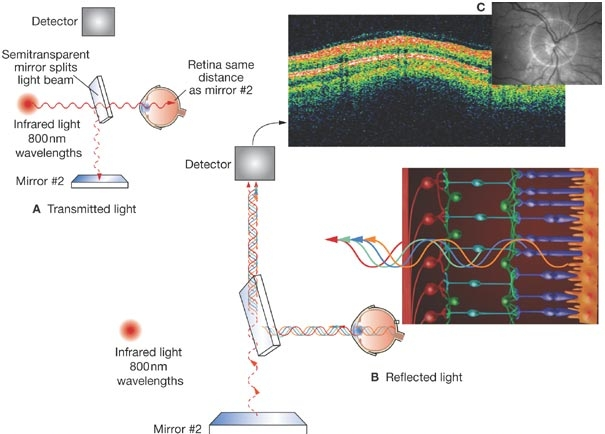 Detector
Semitransparent
mirror splits
light beam
Retina same
distance
as mirror #2
Infrared light
800nm
wavelengths
Mirror #2
A Transmitted light
C
Detector
Infrared light
800nm
wavelengths
B Reflected light
Mirror #2